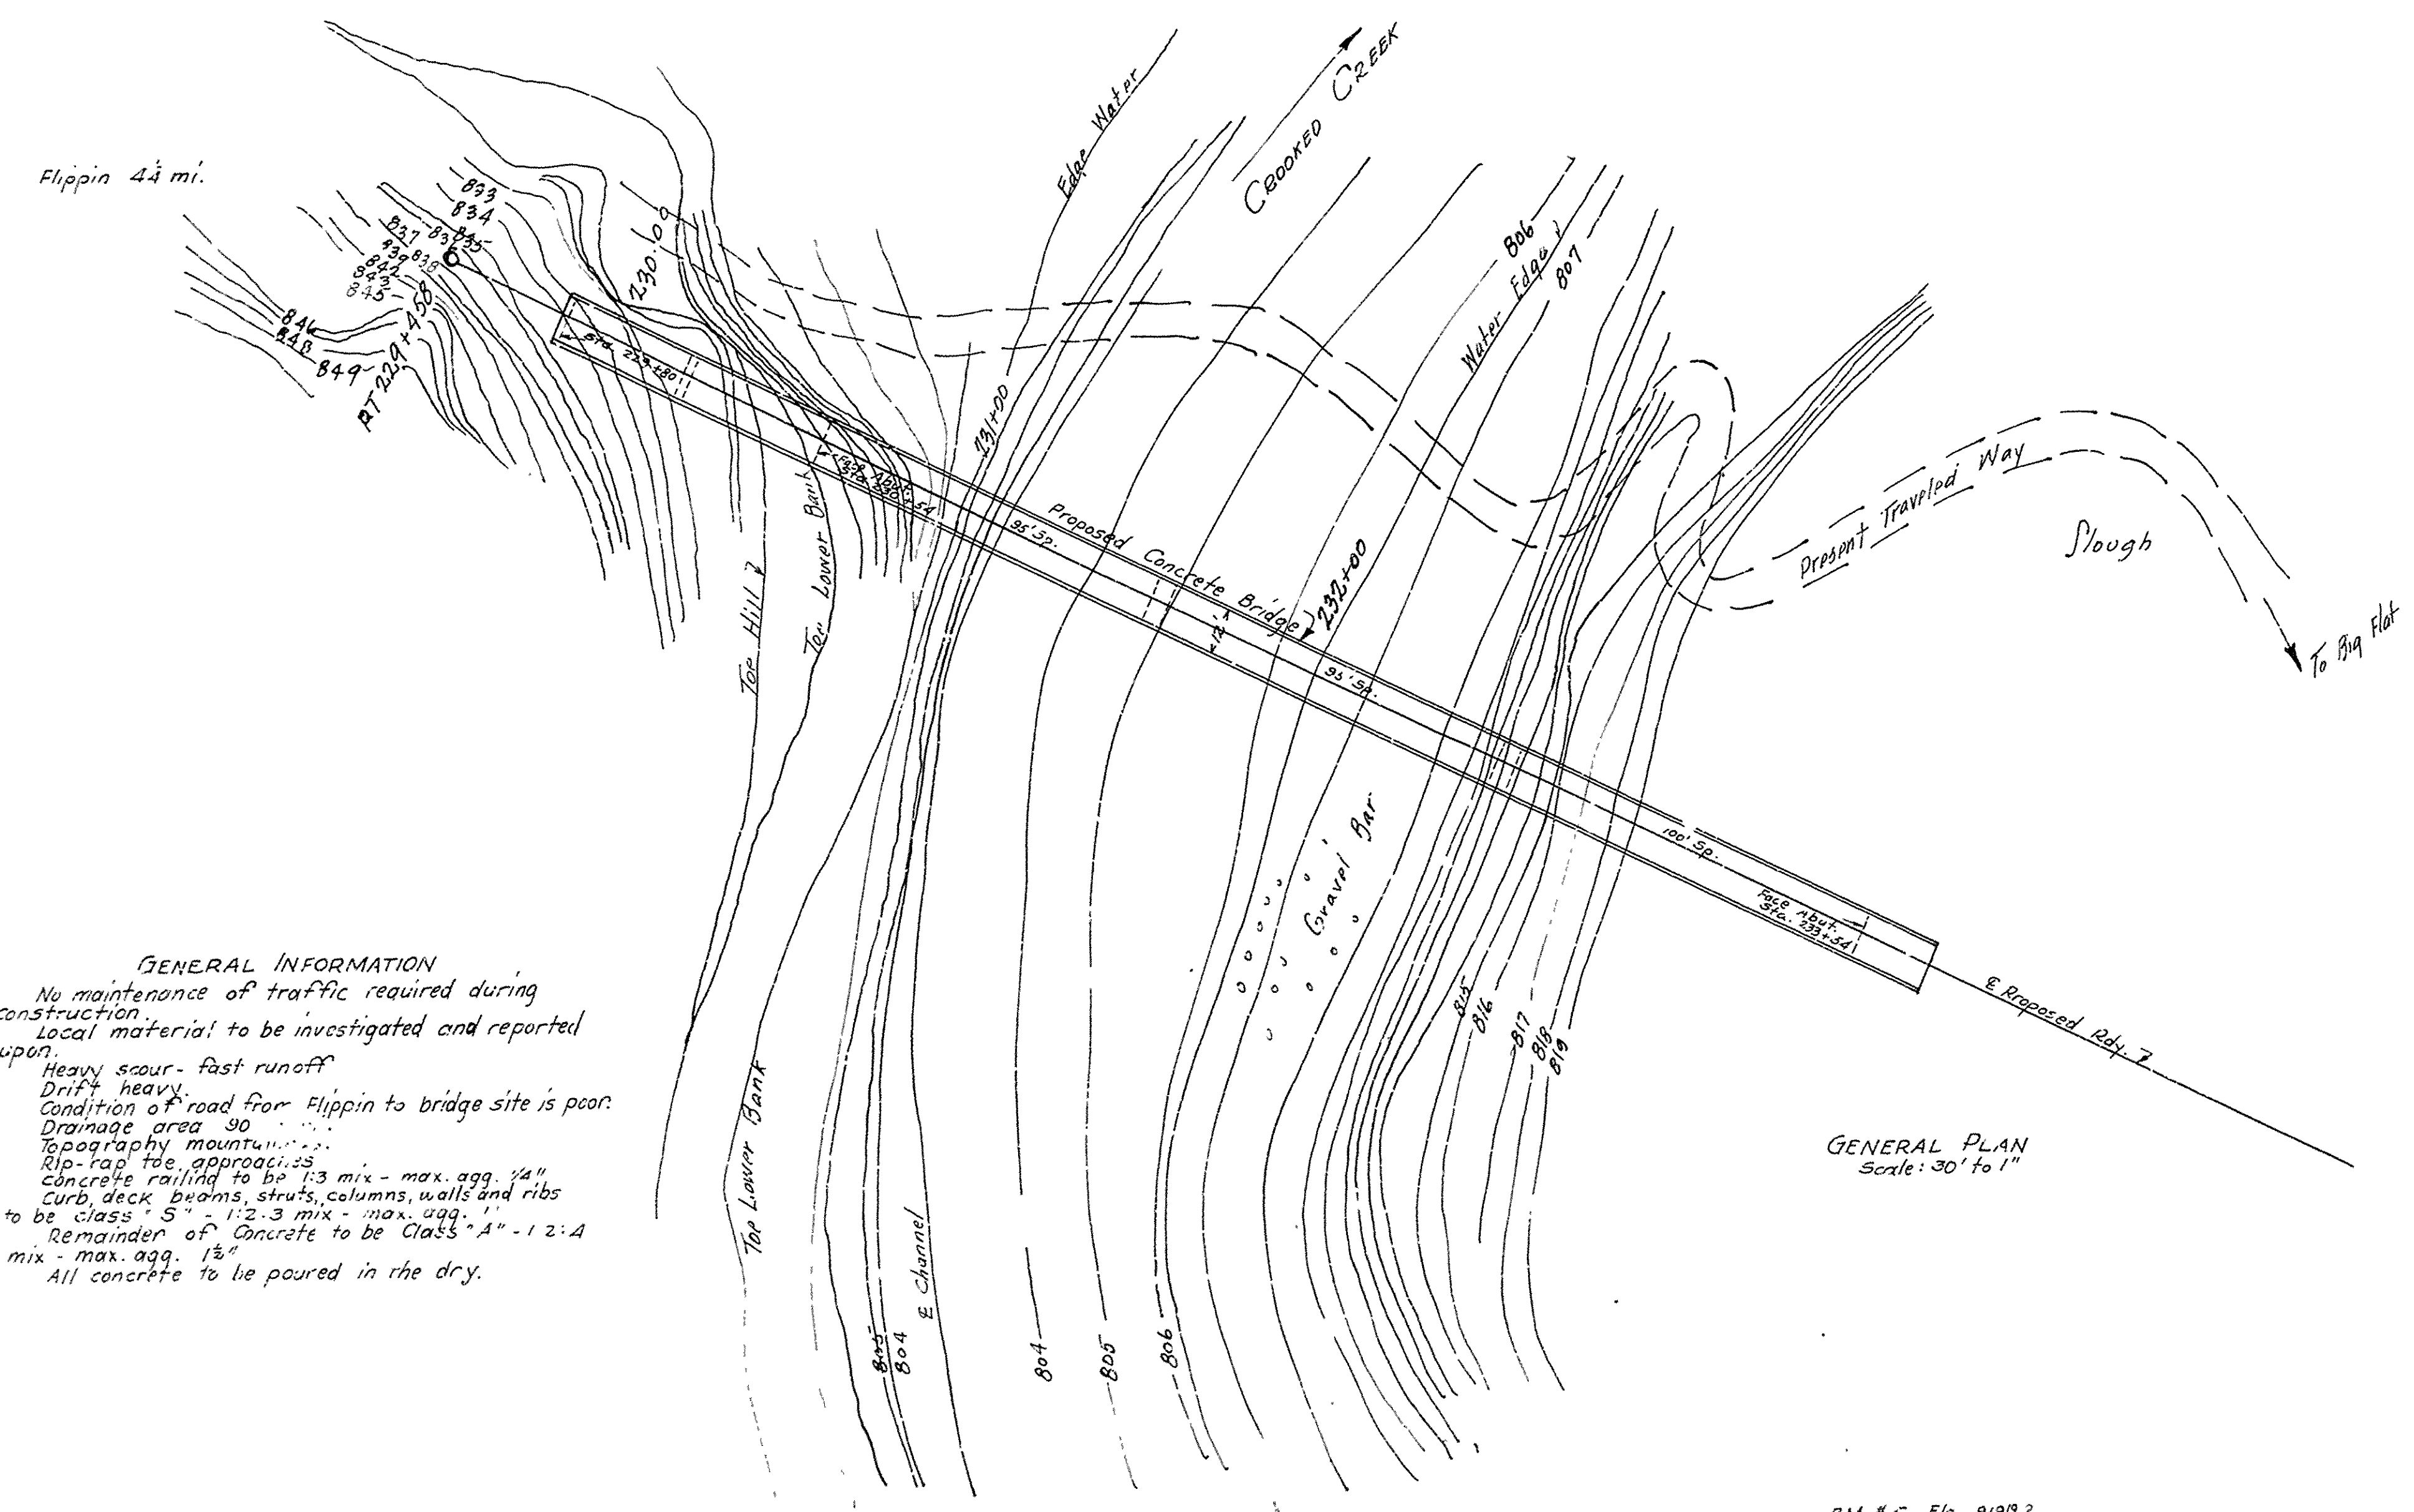 Flippin 4¼ mi.
833
834
835
837
838
839
842
843
845
846
848
849
PT 229+458
230+00
Edge Water
CROOKED CREEK
806
Water Edge
807
Sta. 229+80
Face Abut.
Sta. 230+54
231+00
95' Sp.
Proposed Concrete Bridge
12'
232+00
95' Sp.
100' Sp.
Face Abut.
Sta. 233+54
Present Traveled Way
Slough
To Big Flat
Top Hill
Top Lower Bank
Gravel Bar
815
816
817
818
819
℄ Proposed Rdy.
Top Lower Bank
℄ Channel
805
804
804
805
806
GENERAL INFORMATION
No maintenance of traffic required during
construction.
Local material to be investigated and reported
upon.
Heavy scour - fast runoff
Drift heavy.
Condition of road from Flippin to bridge site is poor.
Drainage area 90
Topography
Rip-rap toe approaches
Concrete railing to be 1:3 mix - max. agg. 1/4"
Curb, deck beams, struts, columns, walls and ribs
to be class "S" - 1:2:3 mix - max. agg.
Remainder of Concrete to be Class "A" - 1:2:4
mix - max. agg. 1½"
All concrete to be poured in the dry.
GENERAL PLAN
Scale: 30' to 1"